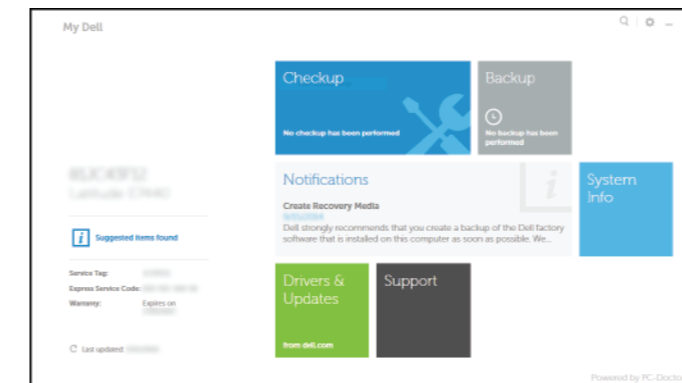 My Dell
Checkup
No checkup has been performed
Backup
No backup has been
performed
Notifications
Create Recovery Media
Dell strongly recommends that you create a backup of the Dell factory
software that is installed on this computer as soon as possible. We...
System
Info
Suggested items found
Service Tag:
Express Service Code:
Warranty: Expires on
Last updated:
Drivers &
Updates
from dell.com
Support
Powered by PC-Docto